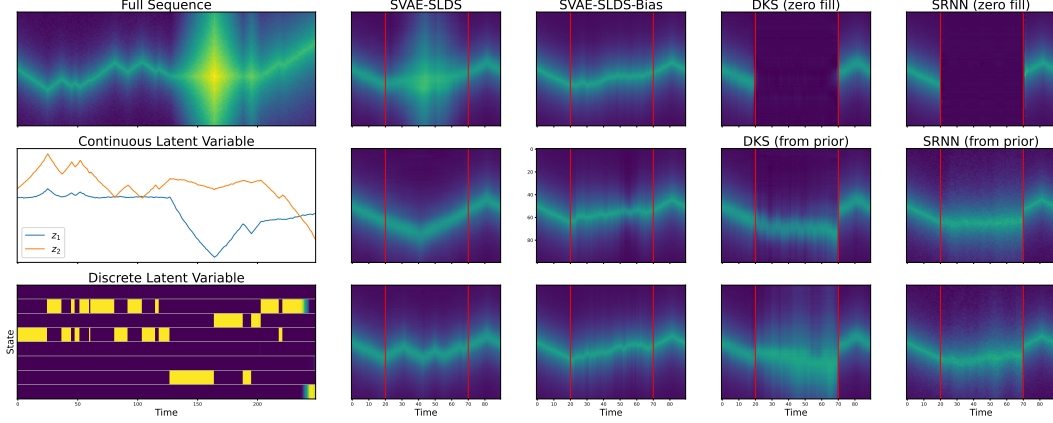 Full Sequence
SVAE-SLDS
SVAE-SLDS-Bias
DKS (zero fill)
SRNN (zero fill)
Continuous Latent Variable
z1
z2
0
20
40
60
80
DKS (from prior)
SRNN (from prior)
Discrete Latent Variable
State
0 50 100 150 200
Time
0 10 20 30 40 50 60 70 80
Time
0 10 20 30 40 50 60 70 80
Time
0 10 20 30 40 50 60 70 80
Time
0 10 20 30 40 50 60 70 80
Time